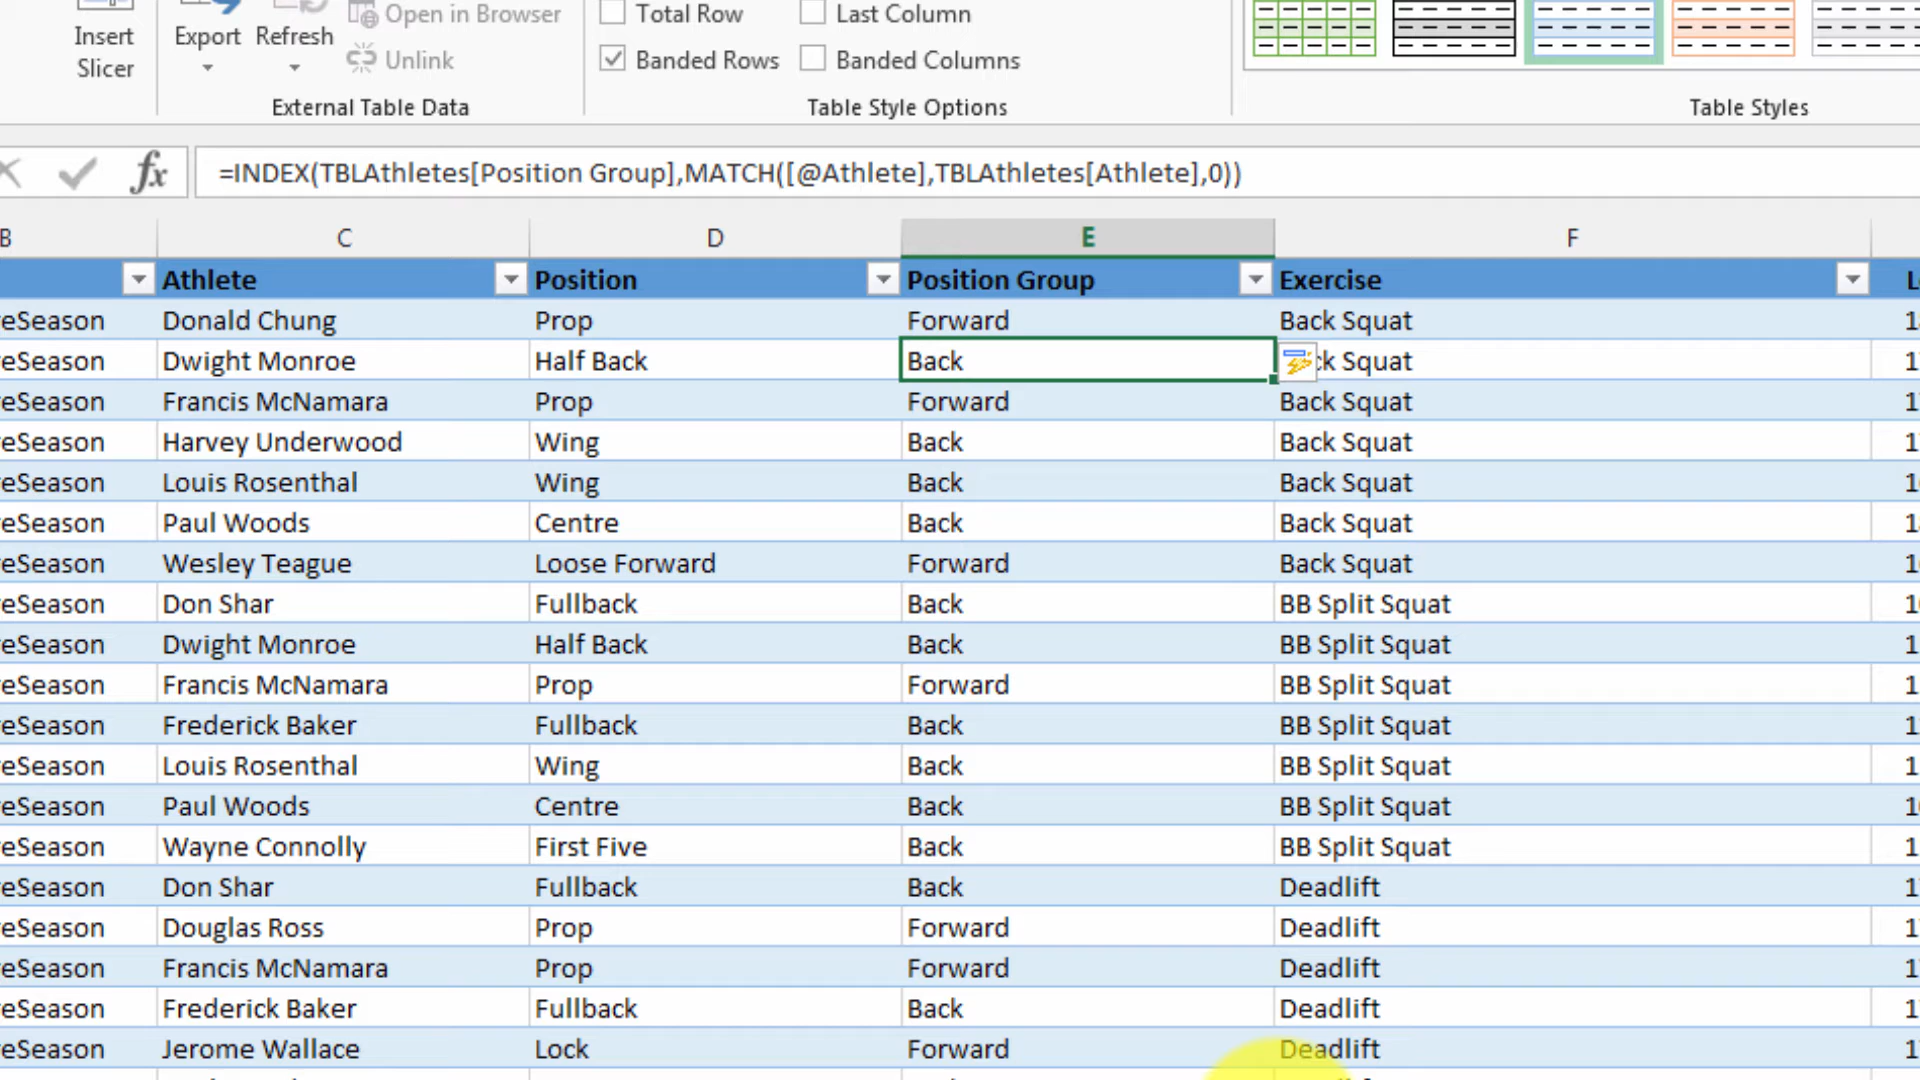 Insert Slicer
Export
Refresh
Open in Browser
Unlink
External Table Data
Total Row
Last Column
Banded Rows
Banded Columns
Table Style Options
Table Styles
fx
=INDEX(TBLAthletes[Position Group],MATCH([@Athlete],TBLAthletes[Athlete],0))
B C D E F
Athlete Position Position Group Exercise
eSeason Donald Chung Prop Forward Back Squat
eSeason Dwight Monroe Half Back Back ck Squat
eSeason Francis McNamara Prop Forward Back Squat
eSeason Harvey Underwood Wing Back Back Squat
eSeason Louis Rosenthal Wing Back Back Squat
eSeason Paul Woods Centre Back Back Squat
eSeason Wesley Teague Loose Forward Forward Back Squat
eSeason Don Shar Fullback Back BB Split Squat
eSeason Dwight Monroe Half Back Back BB Split Squat
eSeason Francis McNamara Prop Forward BB Split Squat
eSeason Frederick Baker Fullback Back BB Split Squat
eSeason Louis Rosenthal Wing Back BB Split Squat
eSeason Paul Woods Centre Back BB Split Squat
eSeason Wayne Connolly First Five Back BB Split Squat
eSeason Don Shar Fullback Back Deadlift
eSeason Douglas Ross Prop Forward Deadlift
eSeason Francis McNamara Prop Forward Deadlift
eSeason Frederick Baker Fullback Back Deadlift
eSeason Jerome Wallace Lock Forward Deadlift